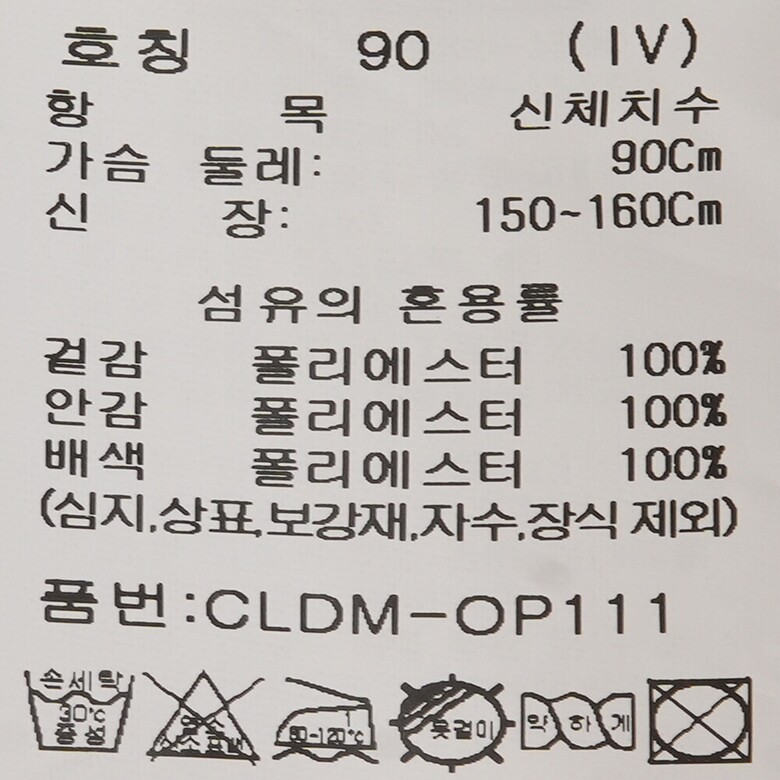 호칭 90 (IV)
항 목 신체치수
가슴 둘레: 90Cm
신 장: 150~160Cm
섬유의 혼용률
겉감 폴리에스터 100%
안감 폴리에스터 100%
배색 폴리에스터 100%
(심지,상표,보강재,자수,장식 제외)
품번:CLDM-OP111
손세탁 30℃ 중성
80-120℃
옷걸이
약하게